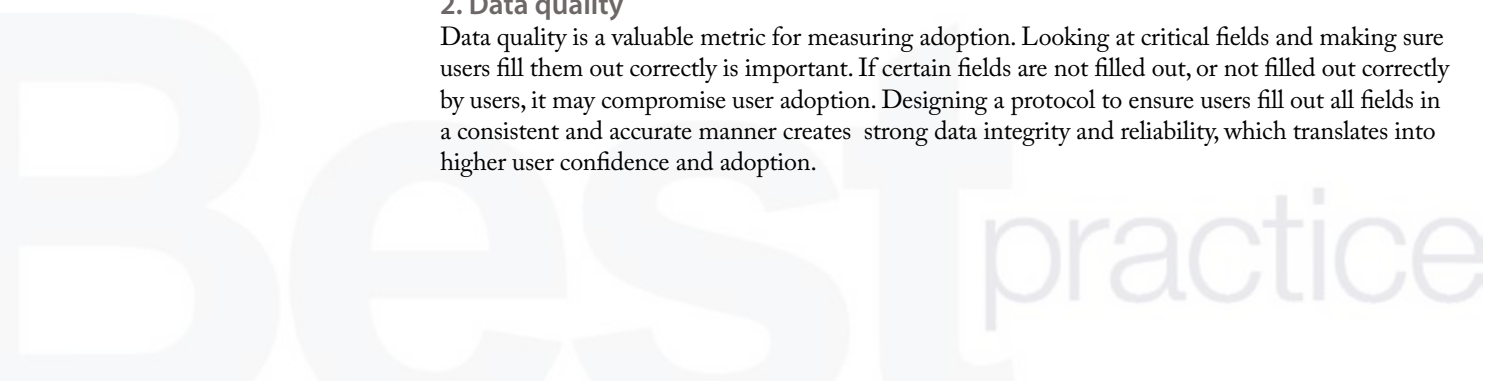 2. Data quality
Data quality is a valuable metric for measuring adoption. Looking at critical fields and making sure
users fill them out correctly is important. If certain fields are not filled out, or not filled out correctly
by users, it may compromise user adoption. Designing a protocol to ensure users fill out all fields in
a consistent and accurate manner creates  strong data integrity and reliability, which translates into
higher user confidence and adoption.
Best
practice